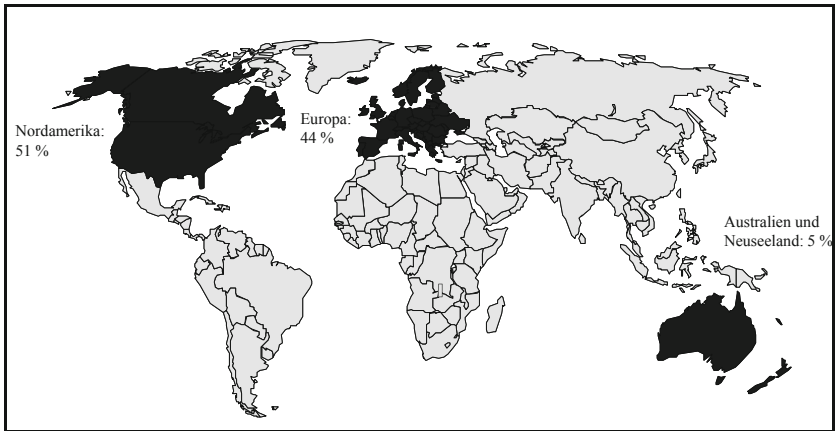 Nordamerika:
51 %
Europa:
44 %
Australien und
Neuseeland: 5 %